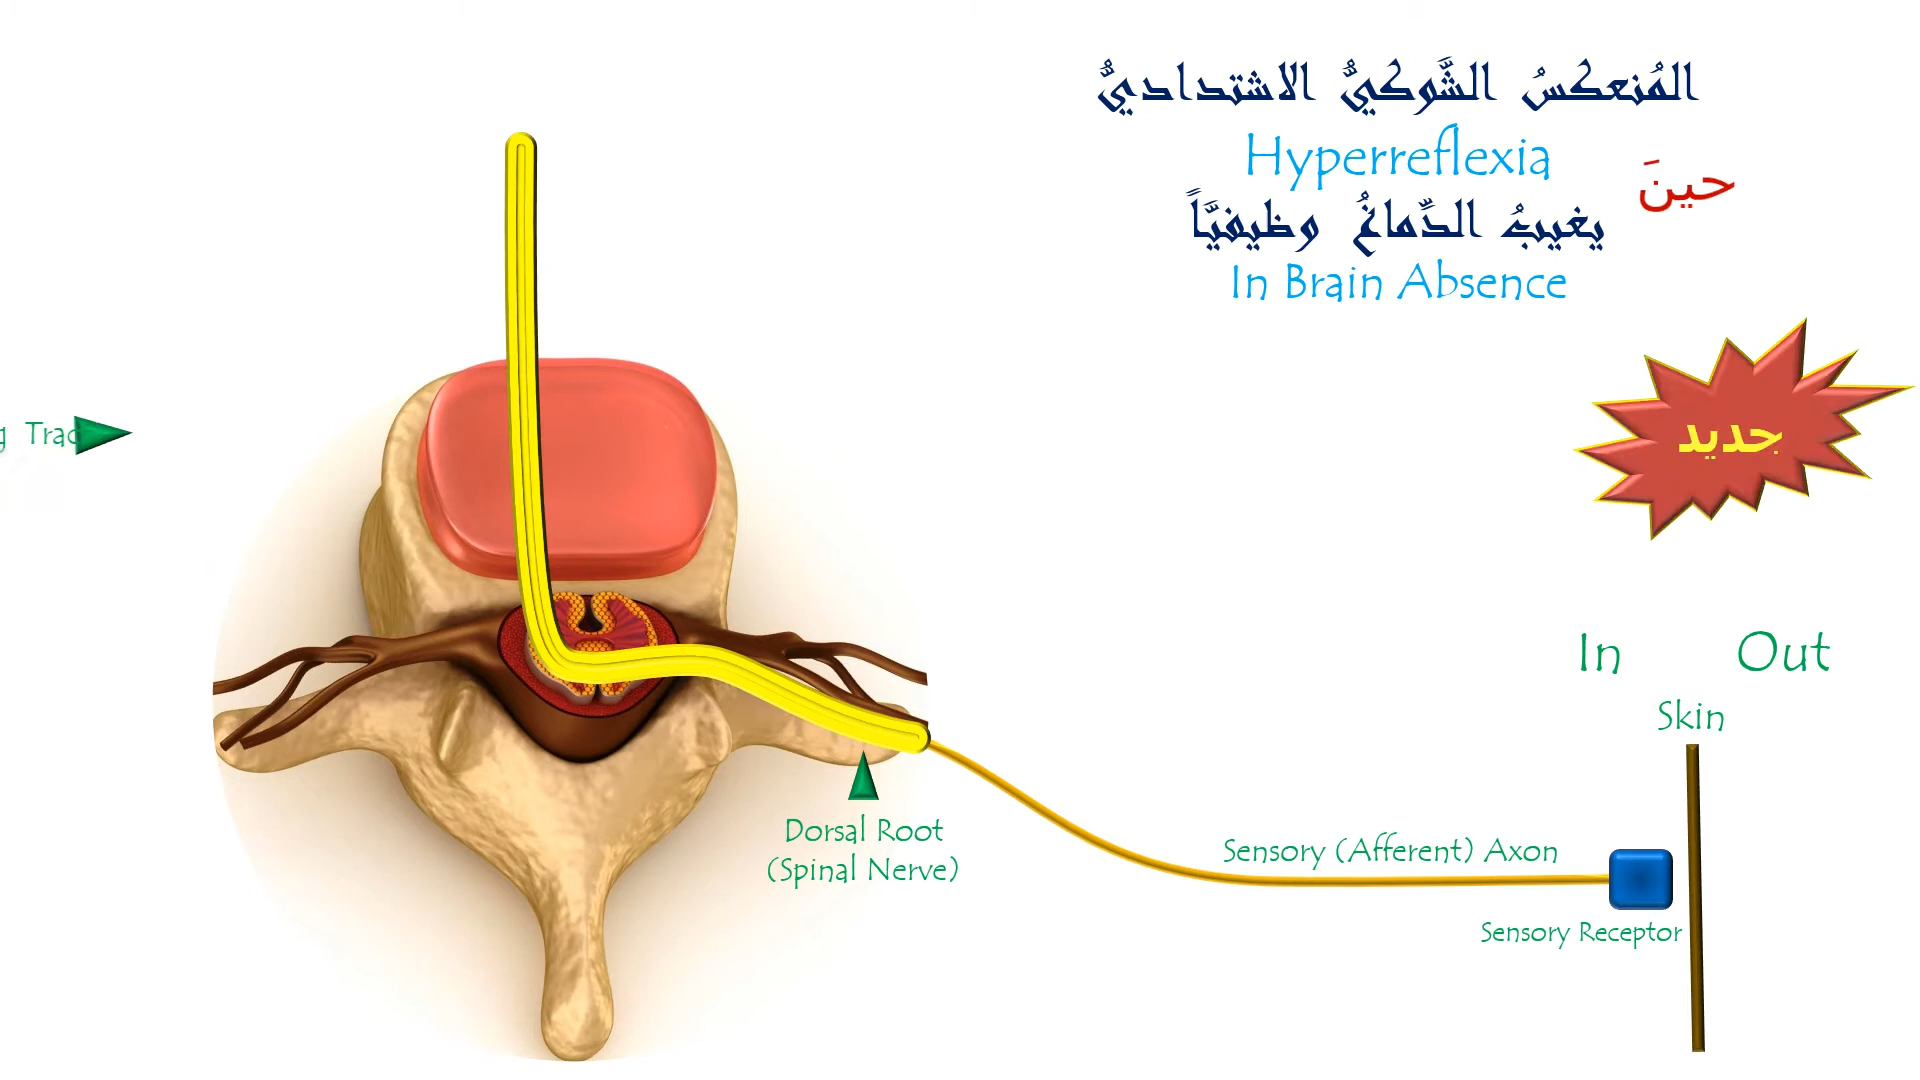 المُنعكسُ الشَّوكيُّ الاشتداديُّ
Hyperreflexia
حينَ
يغيبُ الدِّماغُ وظيفيَّاً
In Brain Absence
جديد
g Trac
In Out
Skin
Dorsal Root
(Spinal Nerve)
Sensory (Afferent) Axon
Sensory Receptor